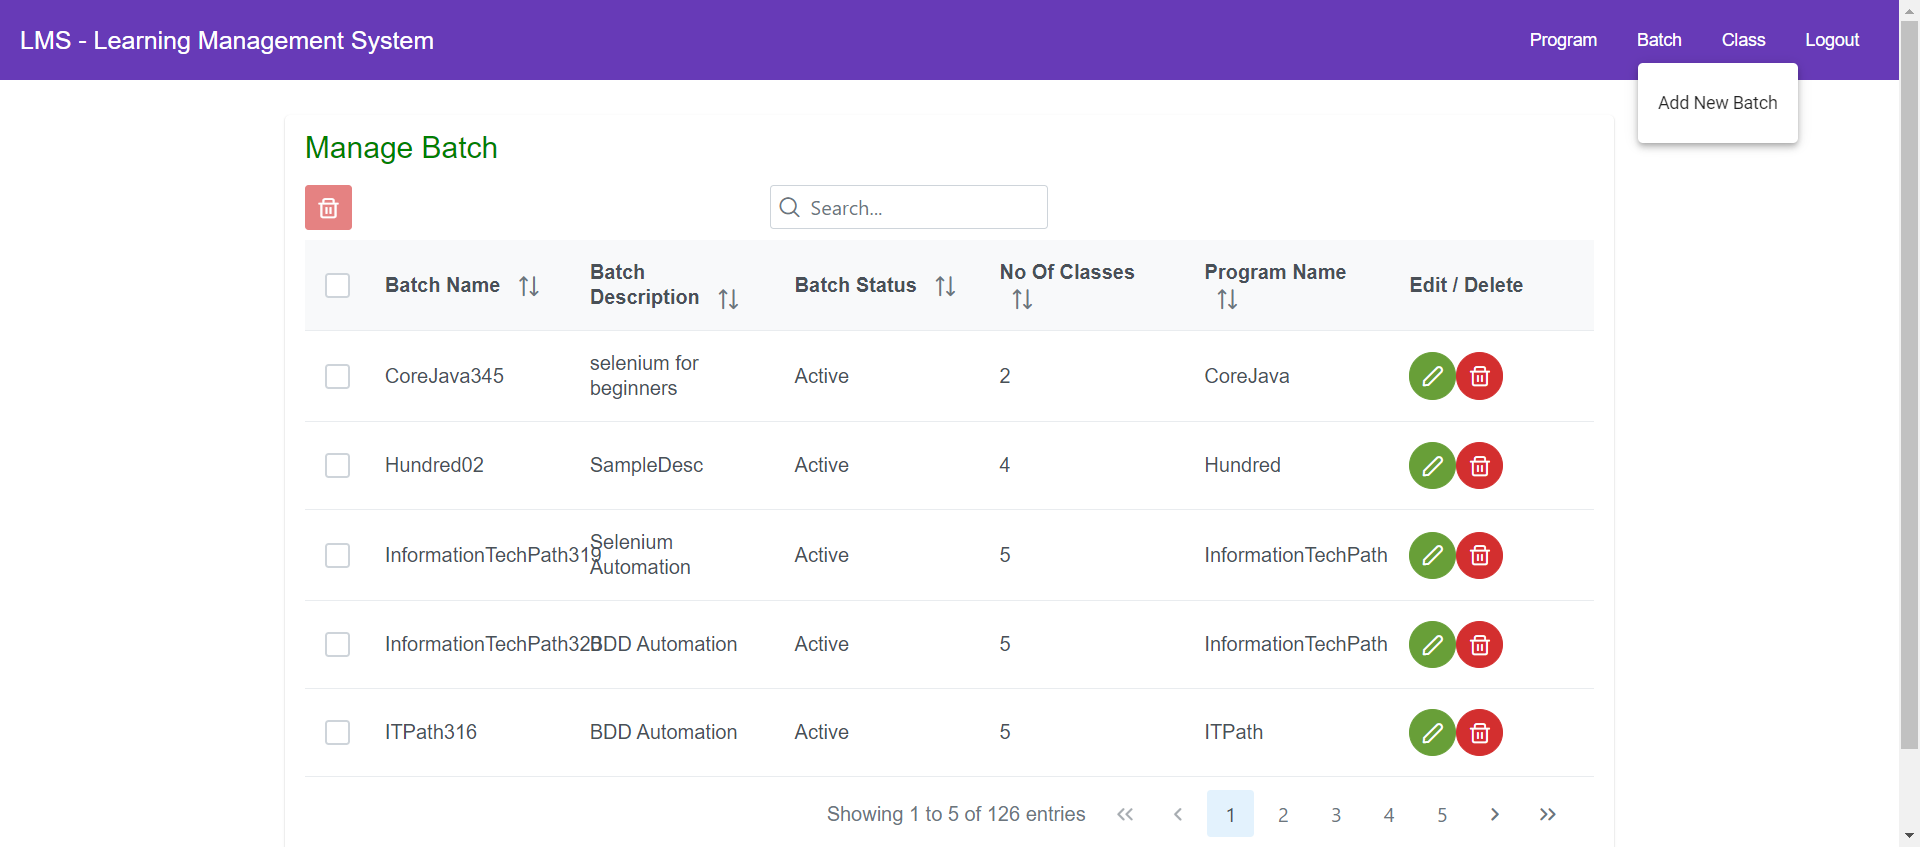 LMS - Learning Management System
Program Batch Class Logout
Add New Batch
Manage Batch
Search...
Batch Name Batch Description Batch Status No Of Classes Program Name Edit / Delete
CoreJava345 selenium for beginners Active 2 CoreJava
Hundred02 SampleDesc Active 4 Hundred
InformationTechPath319 Selenium Automation Active 5 InformationTechPath
InformationTechPath320 BDD Automation Active 5 InformationTechPath
ITPath316 BDD Automation Active 5 ITPath
Showing 1 to 5 of 126 entries 1 2 3 4 5